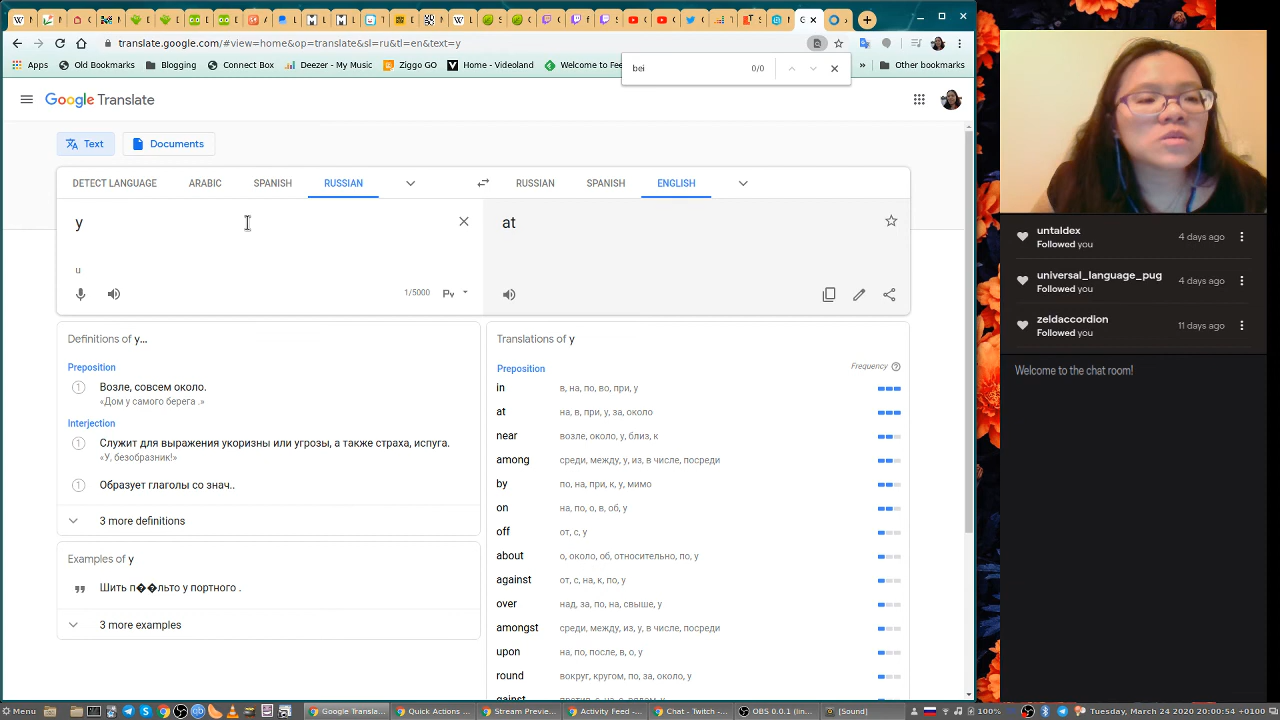 translate.google.com/#view=home&op=translate&sl=ru&tl=en&text=у
Apps
Old Bookmarks
Blogging
Connect Box
Deezer - My Music
Ziggo GO
Home - Videoland
Welcome to Fee
Other bookmarks
bei
0/0
Google Translate
Text
Documents
DETECT LANGUAGE
ARABIC
SPANISH
RUSSIAN
RUSSIAN
SPANISH
ENGLISH
у
u
1/5000
at
Definitions of у...
Preposition
1
Возле, совсем около.
«Дом у самого берега .»
Interjection
1
Служит для выражения укоризны или угрозы, а также страха, испуга.
«У, безобразник!»
1
Образует глаголы со знач..
3 more definitions
Examples of у
Шить п��льто у портного .
3 more examples
Translations of у
Frequency
Preposition
in в, на, по, во, при, у
at на, в, при, у, за, около
near возле, около, у, близ, к
among среди, между, у, из, в числе, посреди
by по, на, при, к, у, мимо
on на, по, о, в, об, у
off от, с, у
about о, около, об, относительно, по, у
against от, с, на, к, по, у
over над, за, по, на, свыше, у
amongst среди, между, из, у, в числе, посреди
upon на, по, после, в, о, у
round вокруг, кругом, по, за, около, у
untaldex
Followed you
4 days ago
universal_language_pug
Followed you
4 days ago
zeldaccordion
Followed you
11 days ago
Welcome to the chat room!
Menu
Google Transla...
Quick Actions ...
Stream Previe...
Activity Feed -...
Chat - Twitch -...
OBS 0.0.1 (lin...
[Sound]
100%
Tuesday, March 24 2020 20:00:54 +0100